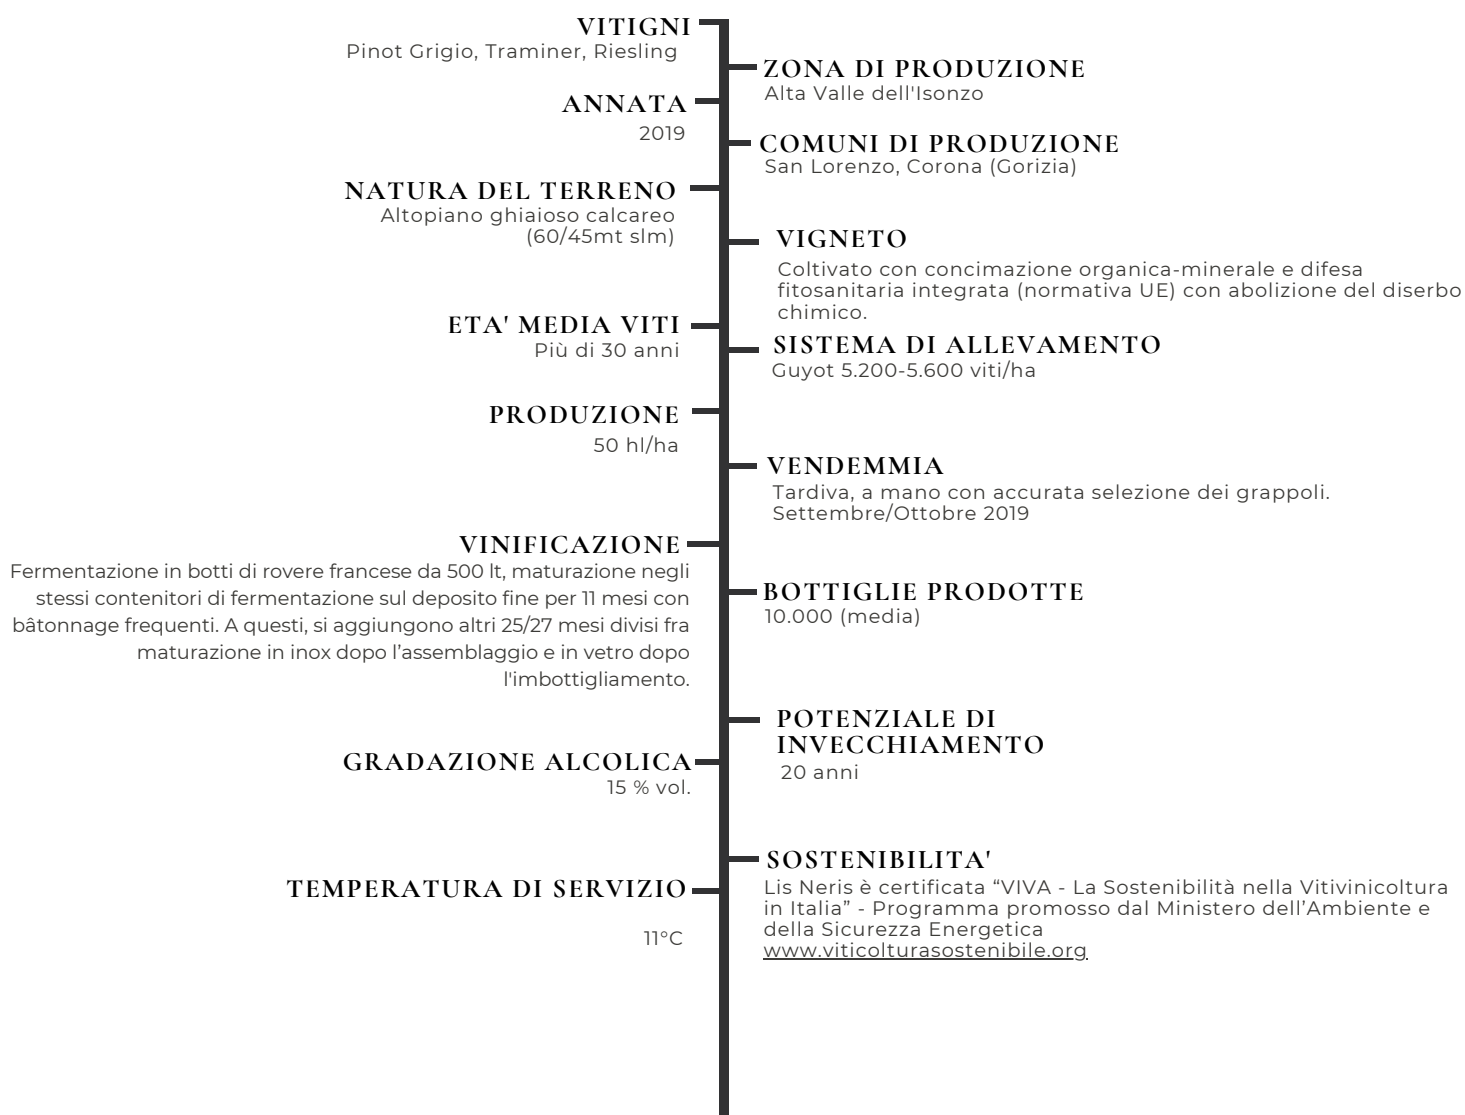 VITIGNI
Pinot Grigio, Traminer, Riesling
ZONA DI PRODUZIONE
Alta Valle dell'Isonzo
ANNATA
2019
COMUNI DI PRODUZIONE
San Lorenzo, Corona (Gorizia)
NATURA DEL TERRENO
Altopiano ghiaioso calcareo
(60/45mt slm)
VIGNETO
Coltivato con concimazione organica-minerale e difesa
fitosanitaria integrata (normativa UE) con abolizione del diserbo
chimico.
ETA' MEDIA VITI
Più di 30 anni
SISTEMA DI ALLEVAMENTO
Guyot 5.200-5.600 viti/ha
PRODUZIONE
50 hl/ha
VENDEMMIA
Tardiva, a mano con accurata selezione dei grappoli.
Settembre/Ottobre 2019
VINIFICAZIONE
Fermentazione in botti di rovere francese da 500 lt, maturazione negli
stessi contenitori di fermentazione sul deposito fine per 11 mesi con
bâtonnage frequenti. A questi, si aggiungono altri 25/27 mesi divisi fra
maturazione in inox dopo l’assemblaggio e in vetro dopo
l'imbottigliamento.
BOTTIGLIE PRODOTTE
10.000 (media)
POTENZIALE DI
INVECCHIAMENTO
20 anni
GRADAZIONE ALCOLICA
15 % vol.
SOSTENIBILITA'
Lis Neris è certificata “VIVA - La Sostenibilità nella Vitivinicoltura
in Italia” - Programma promosso dal Ministero dell’Ambiente e
della Sicurezza Energetica
www.viticolturasostenibile.org
TEMPERATURA DI SERVIZIO
11°C